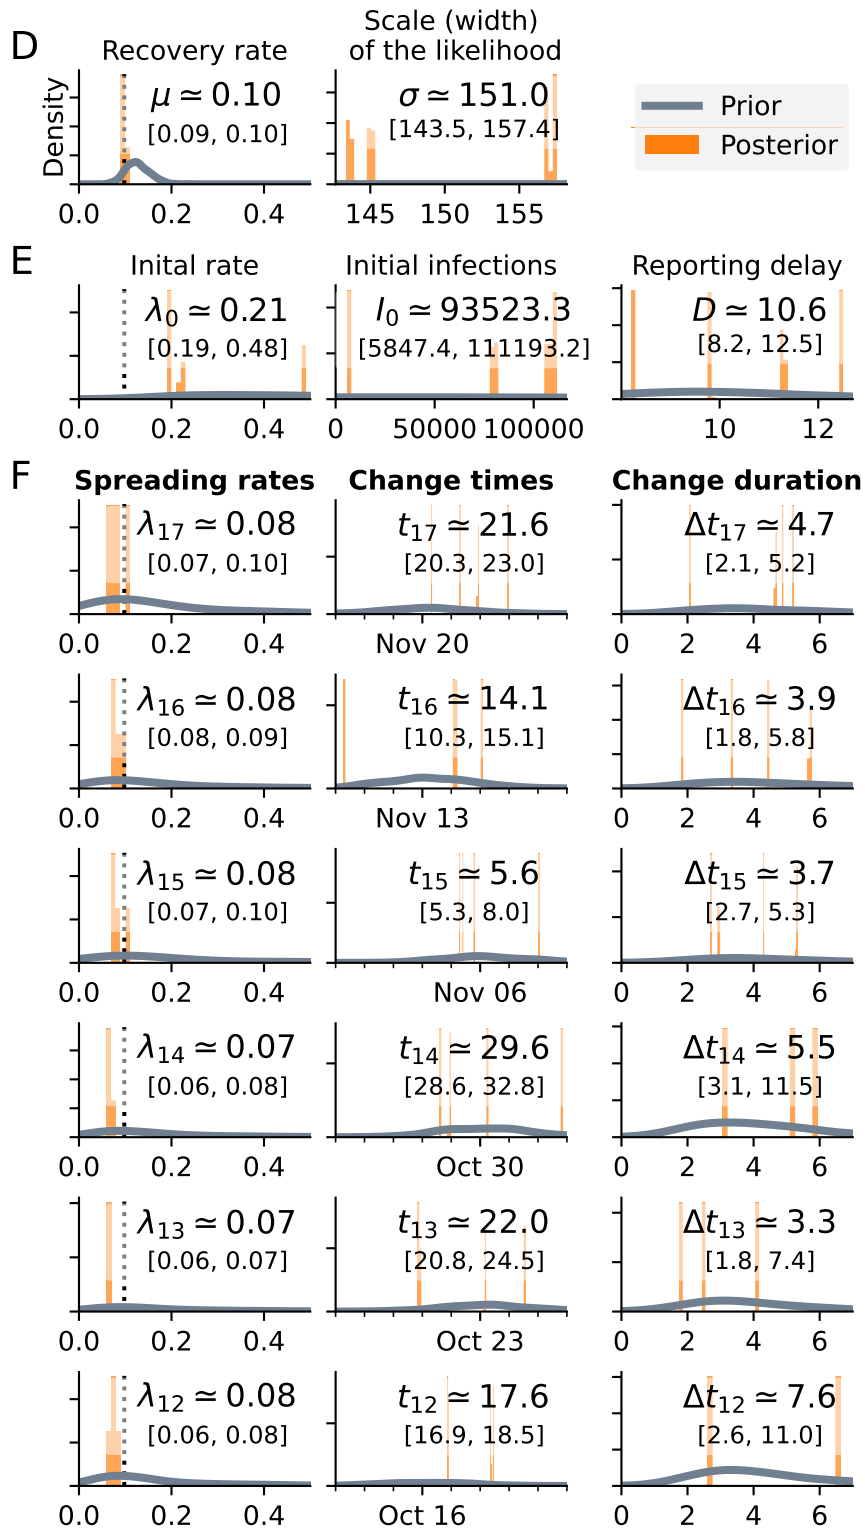 D
Recovery rate
Density
μ ≃ 0.10
[0.09, 0.10]
0.0 0.2 0.4
Scale (width)
of the likelihood
σ ≃ 151.0
[143.5, 157.4]
145 150 155
Prior
Posterior
E
Inital rate
λ0 ≃ 0.21
[0.19, 0.48]
0.0 0.2 0.4
Initial infections
I0 ≃ 93523.3
[5847.4, 111193.2]
0 50000 100000
Reporting delay
D ≃ 10.6
[8.2, 12.5]
10 12
F
Spreading rates Change times Change duration
λ17 ≃ 0.08
[0.07, 0.10]
0.0 0.2 0.4
t17 ≃ 21.6
[20.3, 23.0]
Nov 20
Δt17 ≃ 4.7
[2.1, 5.2]
0 2 4 6
λ16 ≃ 0.08
[0.08, 0.09]
0.0 0.2 0.4
t16 ≃ 14.1
[10.3, 15.1]
Nov 13
Δt16 ≃ 3.9
[1.8, 5.8]
0 2 4 6
λ15 ≃ 0.08
[0.07, 0.10]
0.0 0.2 0.4
t15 ≃ 5.6
[5.3, 8.0]
Nov 06
Δt15 ≃ 3.7
[2.7, 5.3]
0 2 4 6
λ14 ≃ 0.07
[0.06, 0.08]
0.0 0.2 0.4
t14 ≃ 29.6
[28.6, 32.8]
Oct 30
Δt14 ≃ 5.5
[3.1, 11.5]
0 2 4 6
λ13 ≃ 0.07
[0.06, 0.07]
0.0 0.2 0.4
t13 ≃ 22.0
[20.8, 24.5]
Oct 23
Δt13 ≃ 3.3
[1.8, 7.4]
0 2 4 6
λ12 ≃ 0.08
[0.06, 0.08]
0.0 0.2 0.4
t12 ≃ 17.6
[16.9, 18.5]
Oct 16
Δt12 ≃ 7.6
[2.6, 11.0]
0 2 4 6